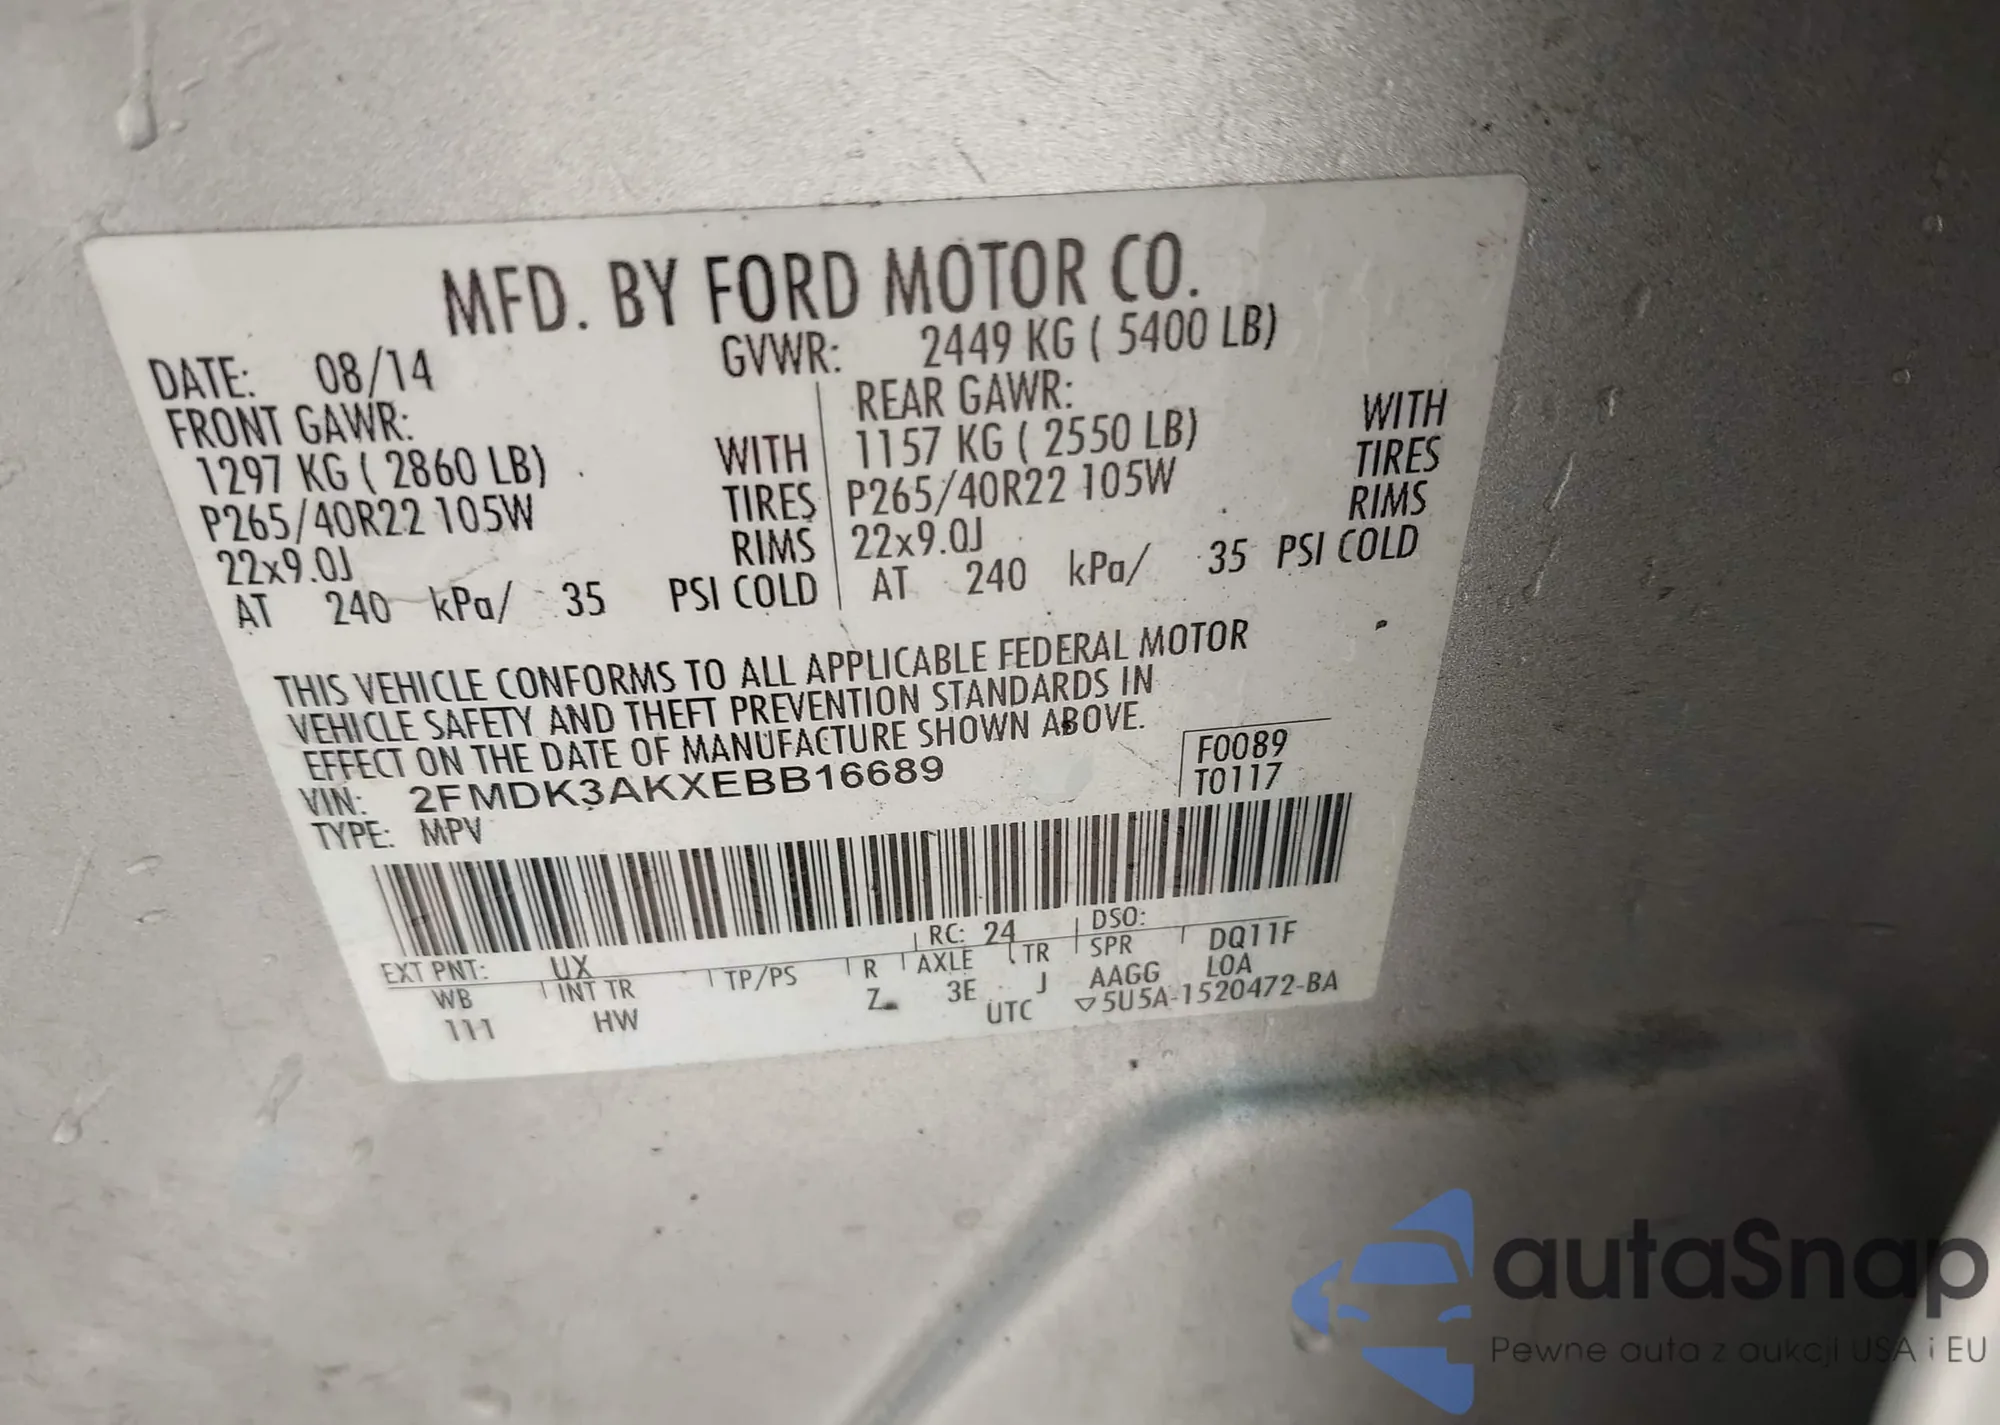 MFD. BY FORD MOTOR CO.
DATE: 08/14 GVWR: 2449 KG ( 5400 LB)
FRONT GAWR: REAR GAWR:
1297 KG ( 2860 LB) WITH 1157 KG ( 2550 LB) WITH
P265/40R22 105W TIRES P265/40R22 105W TIRES
22x9.0J RIMS 22x9.0J RIMS
AT 240 kPa/ 35 PSI COLD AT 240 kPa/ 35 PSI COLD
THIS VEHICLE CONFORMS TO ALL APPLICABLE FEDERAL MOTOR
VEHICLE SAFETY AND THEFT PREVENTION STANDARDS IN
EFFECT ON THE DATE OF MANUFACTURE SHOWN ABOVE.
VIN: 2FMDK3AKXEBB16689 F0089
TYPE: MPV T0117
EXT PNT: UX RC: 24 DSO:
WB INT TR TP/PS R AXLE TR SPR DQ11F
111 HW Z 3E J AAGG LOA
UTC ▽5U5A-1520472-BA
autaSnap
Pewne auta z aukcji USA i EU